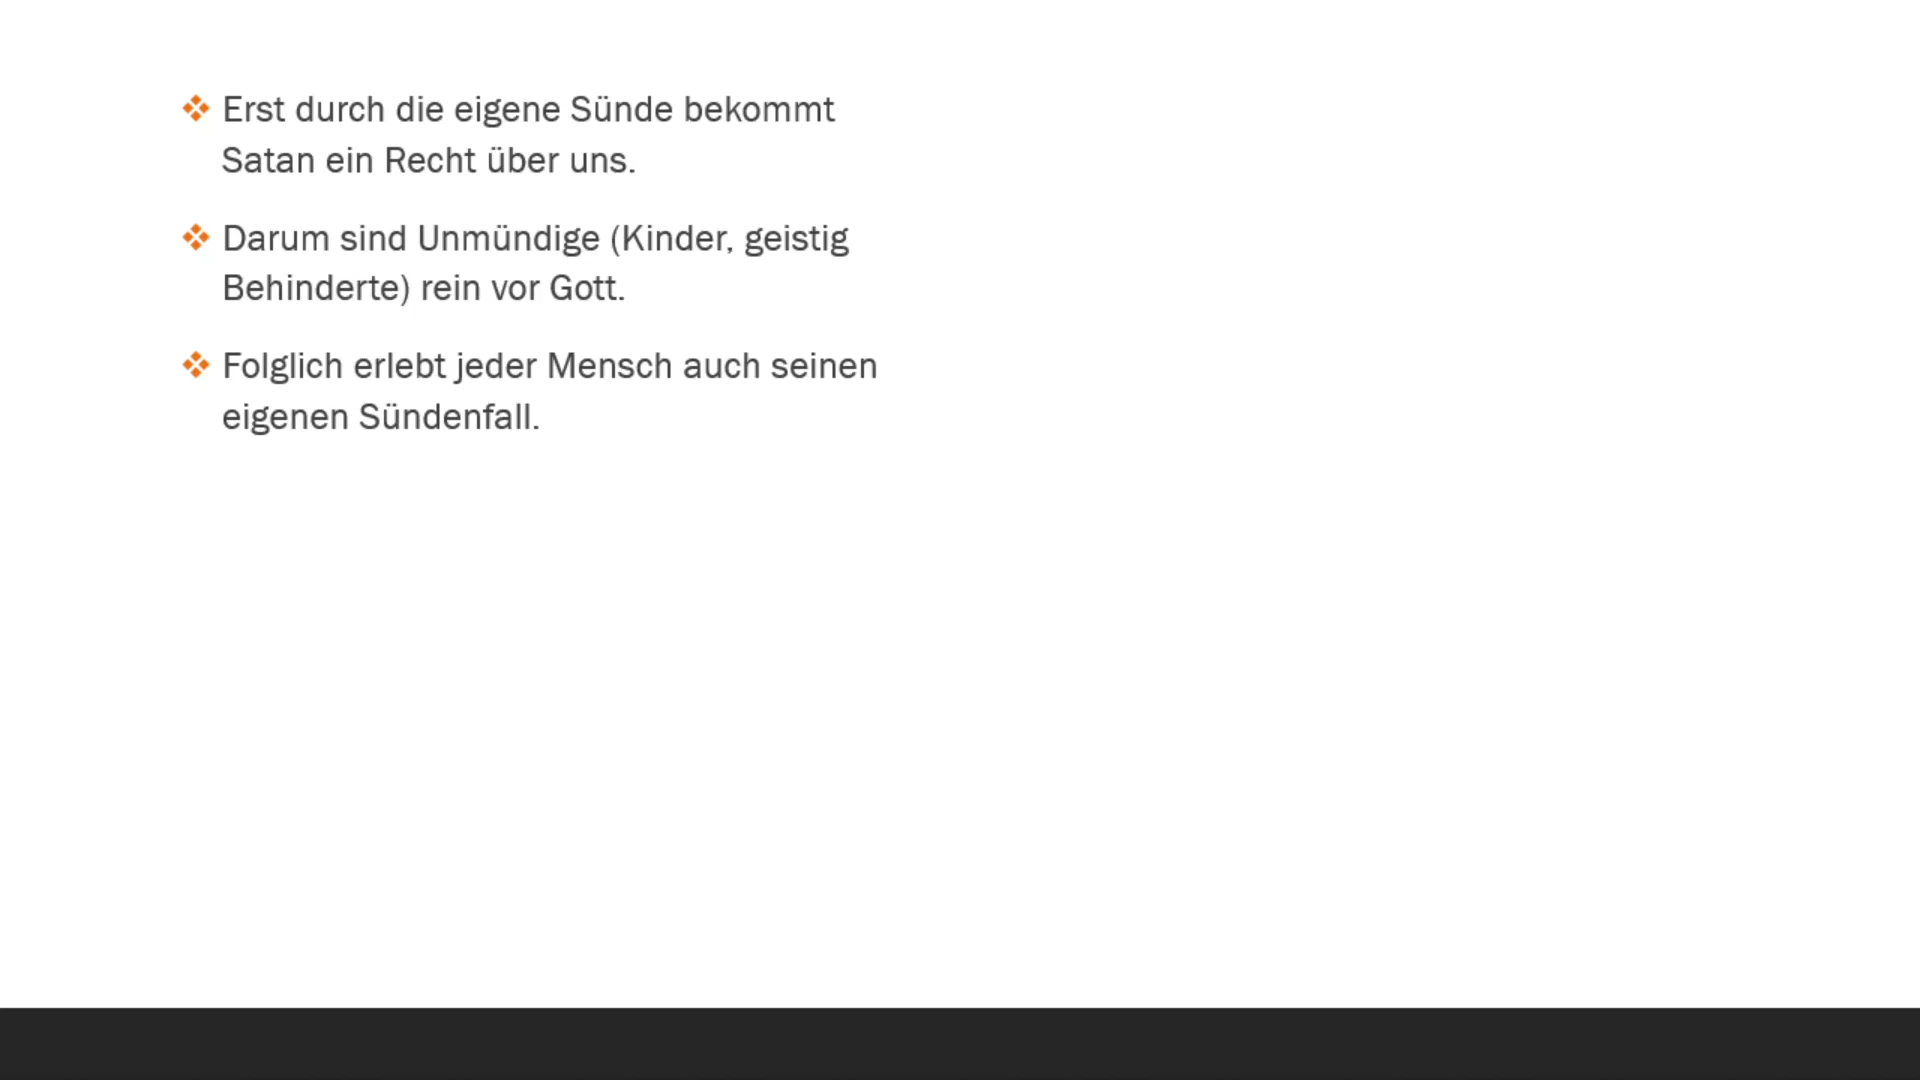 Erst durch die eigene Sünde bekommt
Satan ein Recht über uns.
Darum sind Unmündige (Kinder, geistig
Behinderte) rein vor Gott.
Folglich erlebt jeder Mensch auch seinen
eigenen Sündenfall.